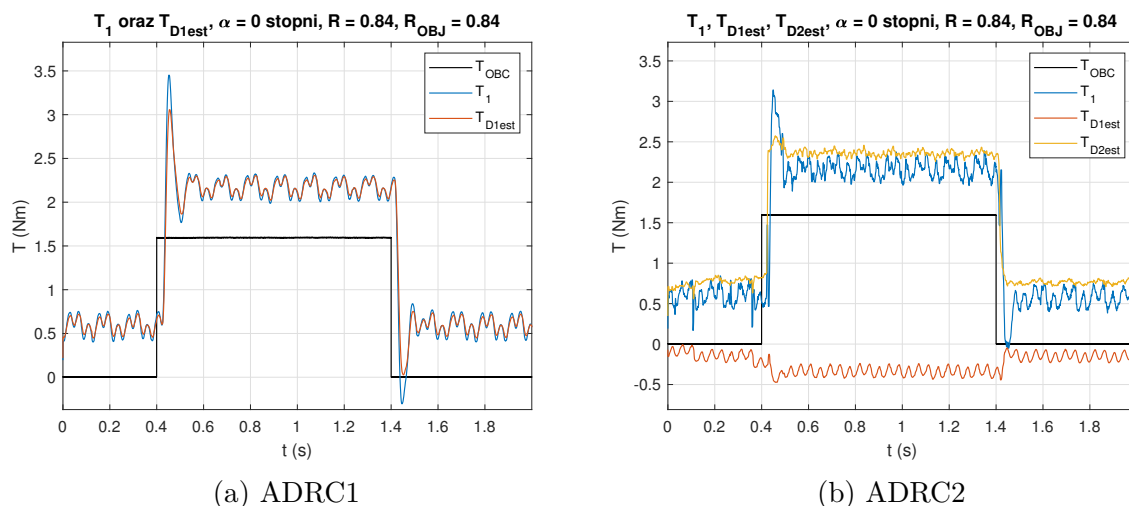 T1 oraz TD1est, α = 0 stopni, R = 0.84, ROBJ = 0.84
3.5
3
2.5
2
1.5
1
0.5
0
T (Nm)
TOBC
T1
TD1est
0 0.2 0.4 0.6 0.8 1 1.2 1.4 1.6 1.8
t (s)
(a) ADRC1
T1, TD1est, TD2est, α = 0 stopni, R = 0.84, ROBJ = 0.84
3.5
3
2.5
2
1.5
1
0.5
0
-0.5
T (Nm)
TOBC
T1
TD1est
TD2est
0 0.2 0.4 0.6 0.8 1 1.2 1.4 1.6 1.8
t (s)
(b) ADRC2